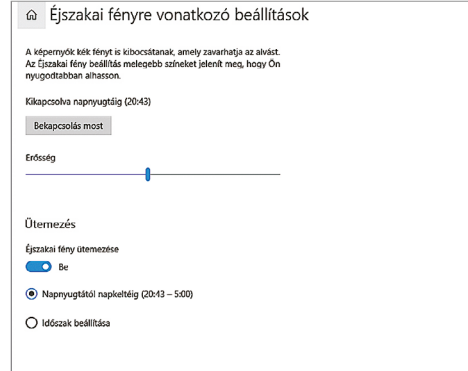 Éjszakai fényre vonatkozó beállítások
A képernyők kék fényt is kibocsátanak, amely zavarhatja az alvást.
Az Éjszakai fény beállítás melegebb színeket jelenít meg, hogy Ön
nyugodtabban alhasson.
Kikapcsolva napnyugtáig (20:43)
Bekapcsolás most
Erősség
Ütemezés
Éjszakai fény ütemezése
Be
Napnyugtától napkeltéig (20:43 – 5:00)
Időszak beállítása